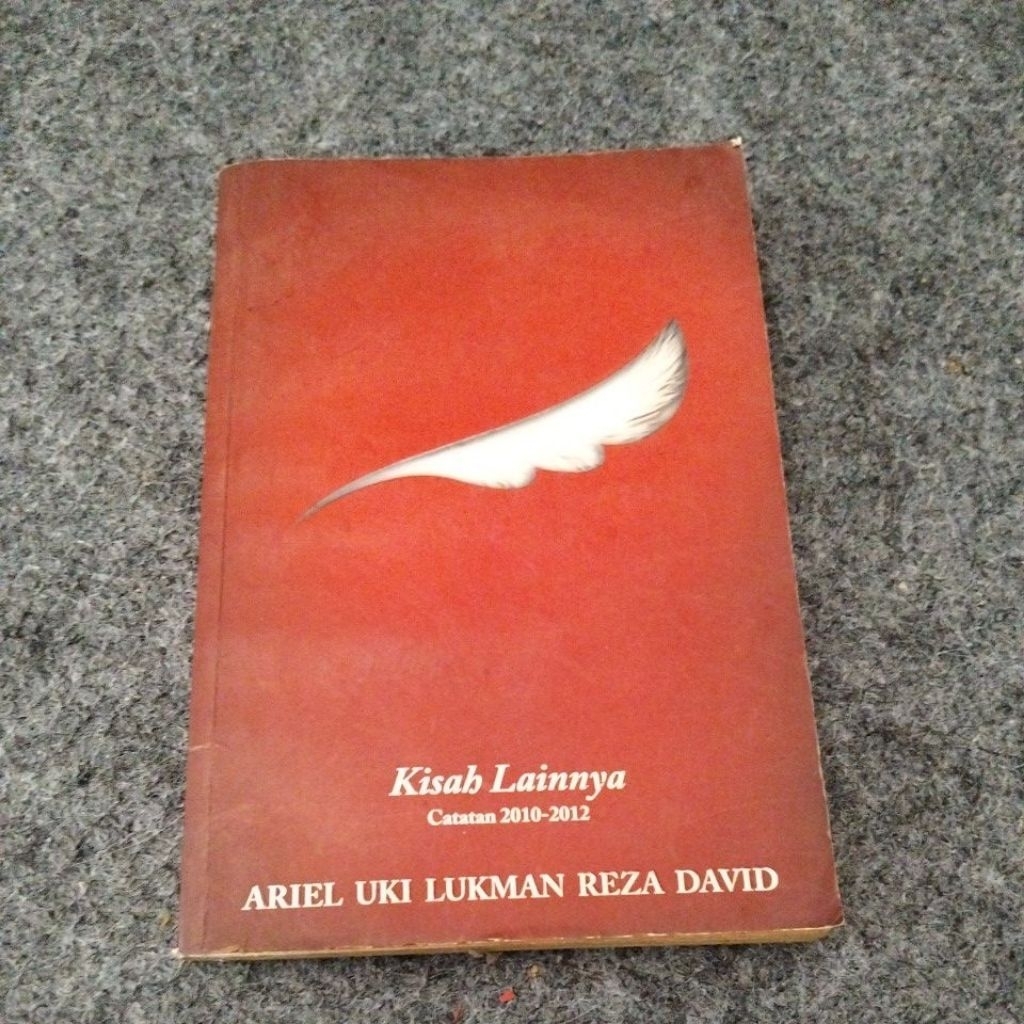 Kisah Lainnya
Catatan 2010-2012
ARIEL UKI LUKMAN REZA DAVID